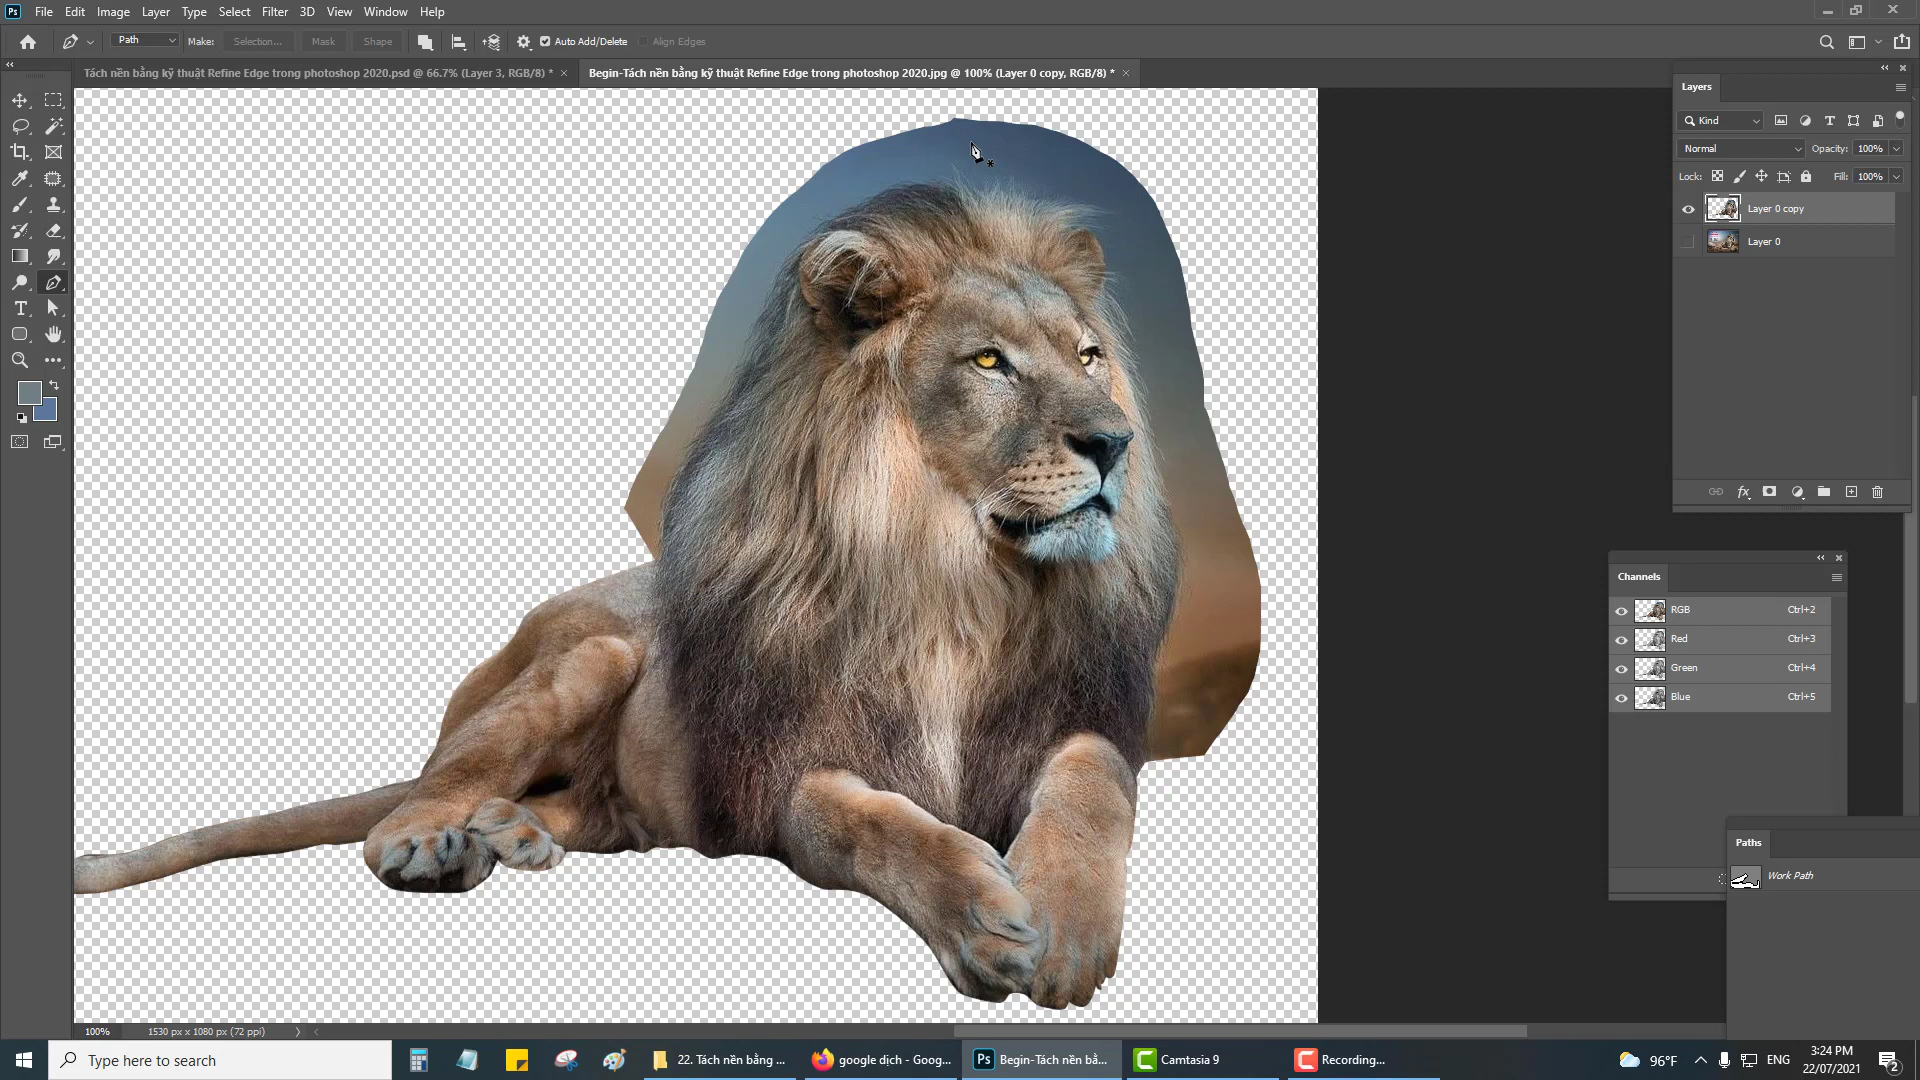 Ps File Edit Image Layer Type Select Filter 3D View Window Help
Path Make: Selection... Mask Shape Auto Add/Delete Align Edges
Tách nền bằng kỹ thuật Refine Edge trong photoshop 2020.psd @ 66.7% (Layer 3, RGB/8) *
Begin-Tách nền bằng kỹ thuật Refine Edge trong photoshop 2020.jpg @ 100% (Layer 0 copy, RGB/8) *
Layers
Kind
Normal Opacity: 100%
Lock: Fill: 100%
Layer 0 copy
Layer 0
fx
Channels
RGB Ctrl+2
Red Ctrl+3
Green Ctrl+4
Blue Ctrl+5
Paths
Work Path
100% 1530 px x 1080 px (72 ppi)
Type here to search
22. Tách nền bằng ...
google dịch - Goog...
Ps Begin-Tách nền bằ...
Camtasia 9
Recording...
96°F
ENG
3:24 PM
22/07/2021
2